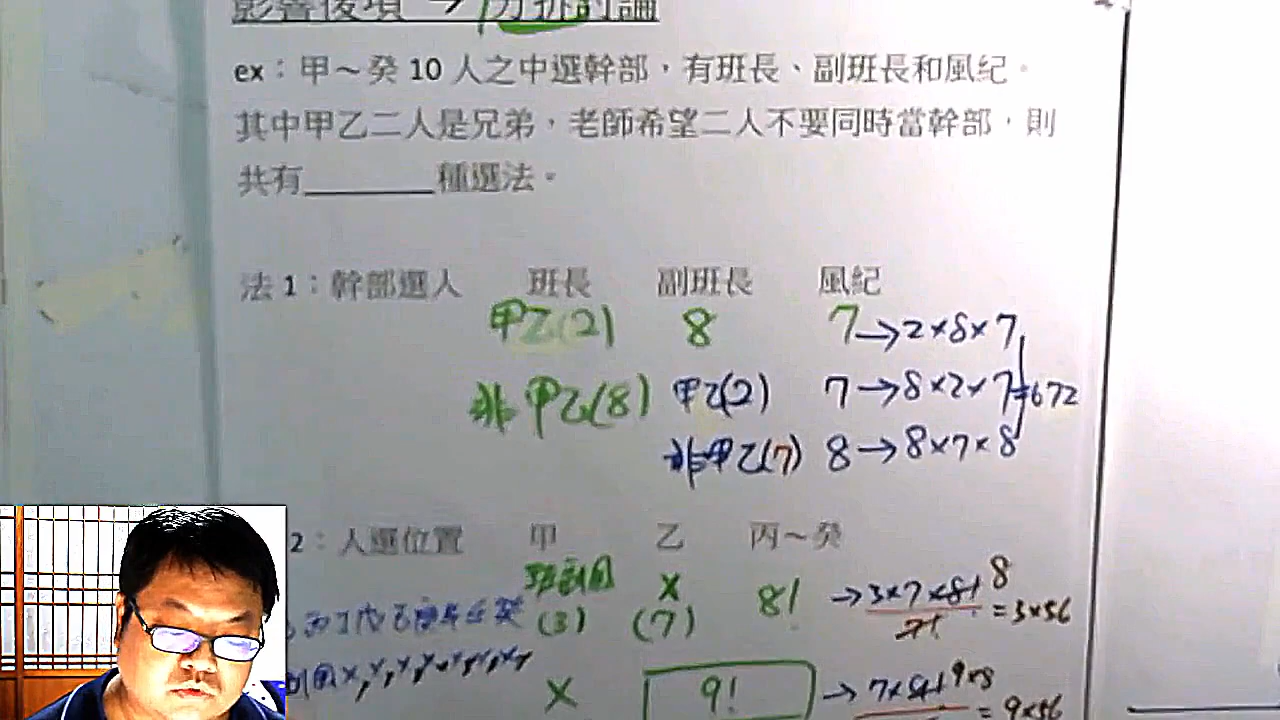 影響後項 → 分折討論
ex：甲～癸 10 人之中選幹部，有班長、副班長和風紀。
其中甲乙二人是兄弟，老師希望二人不要同時當幹部，則
共有______種選法。
法 1：幹部選人 班長 副班長 風紀
甲乙(2) 8 7 → 2×8×7
非甲乙(8) 甲乙(2) 7 → 8×2×7 = 672
非甲乙(7) 8 → 8×7×8
2：人選位置 甲 乙 丙～癸
班副風 × 8! → 3×7×8! 8
(3) (7) 7! = 3×56
× 9! → 7×8! 9×8
= 9×56